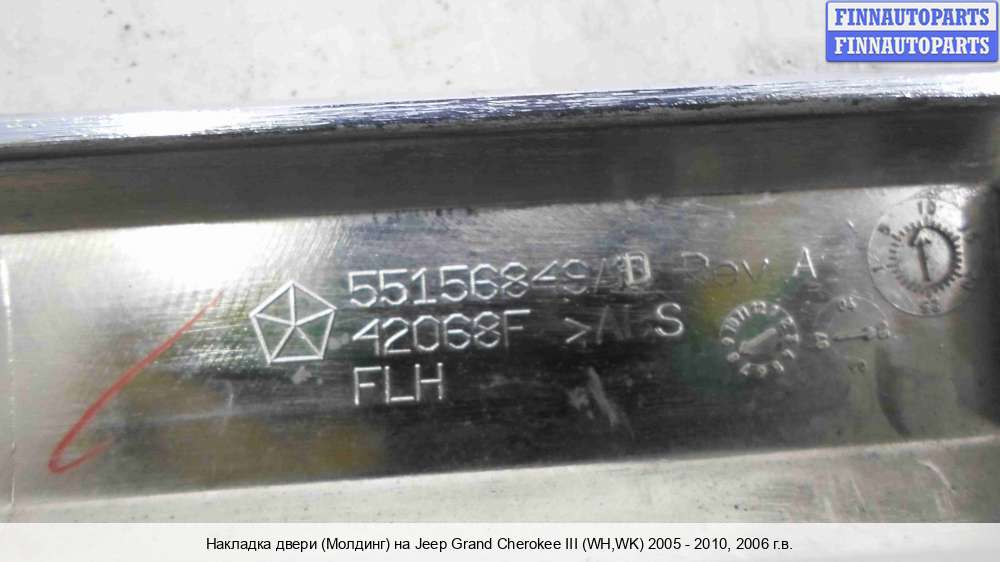 FINNAUTOPARTS
FINNAUTOPARTS
55156849AD Rev A
42068F >ABS
FLH
Накладка двери (Молдинг) на Jeep Grand Cherokee III (WH,WK) 2005 - 2010, 2006 г.в.